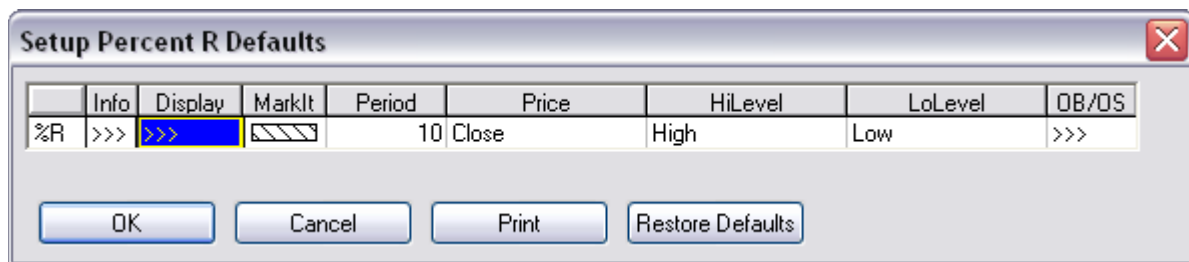 Setup Percent R Defaults
Info Display MarkIt Period Price HiLevel LoLevel OB/OS
%R >>> >>> 10 Close High Low >>>
OK Cancel Print Restore Defaults